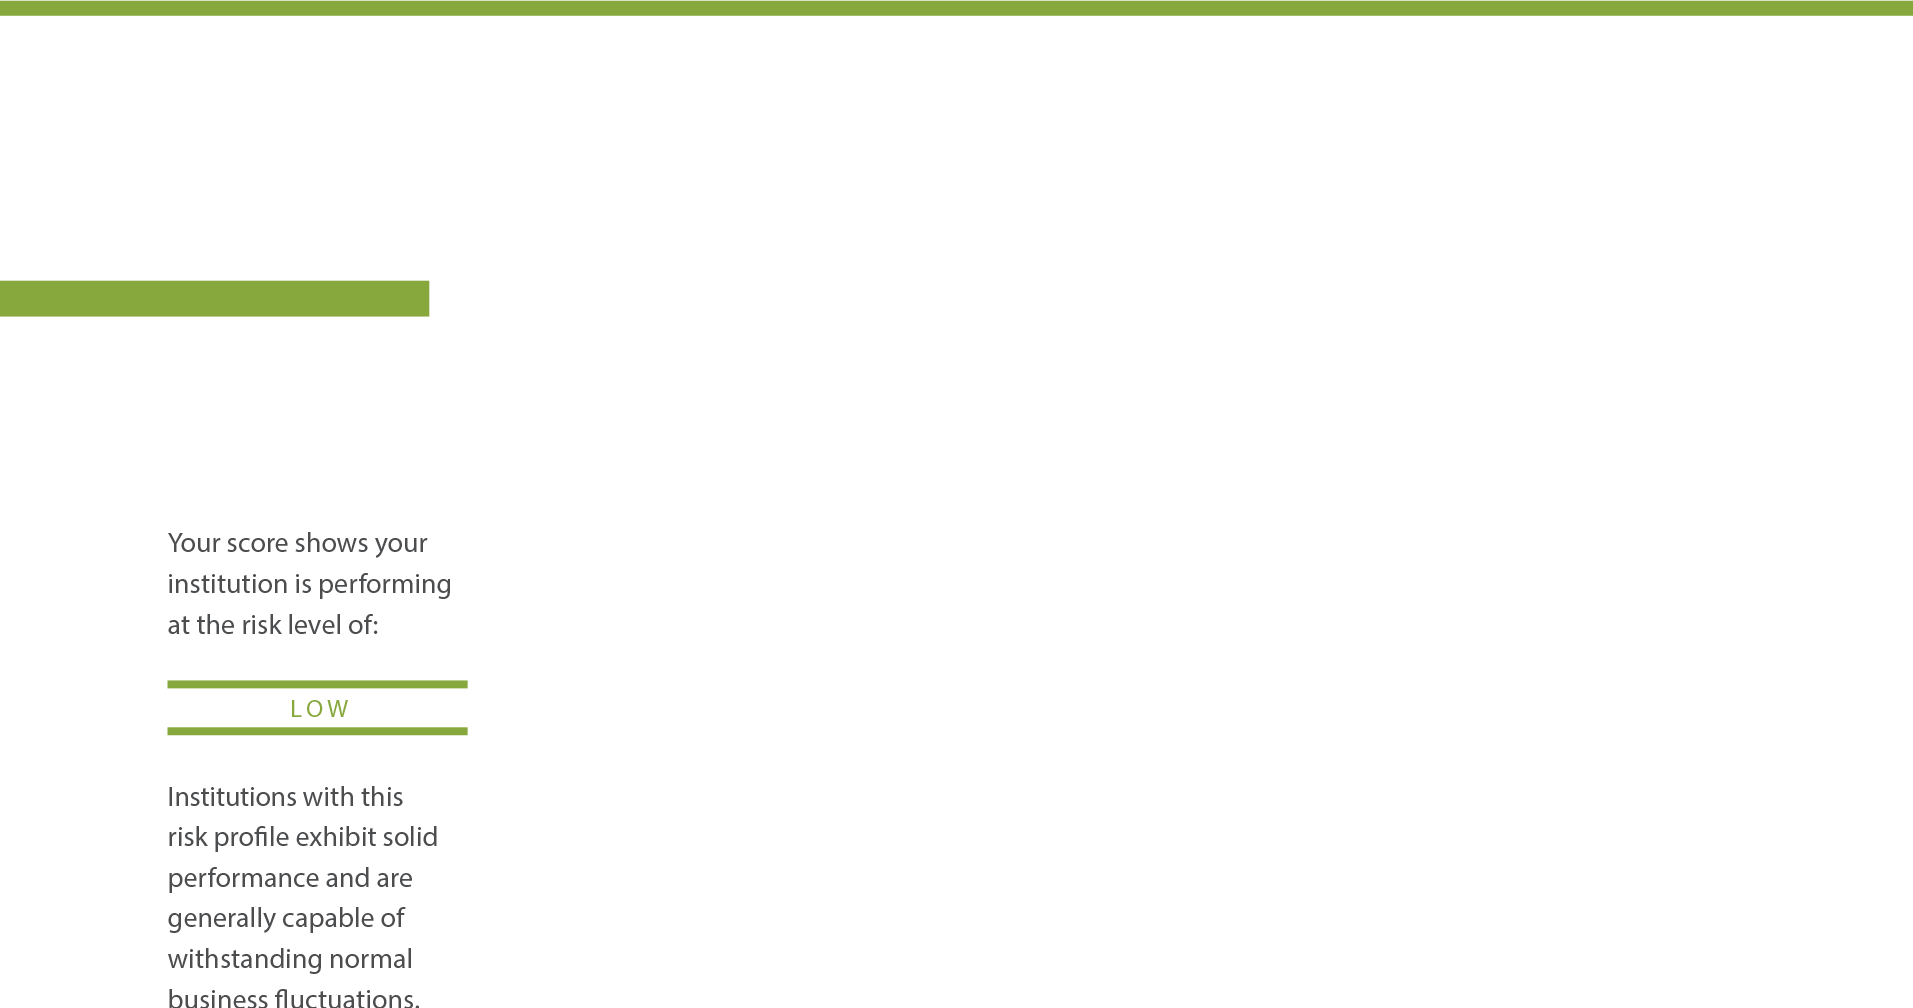 Your score shows your
institution is performing
at the risk level of:
LOW
Institutions with this
risk profile exhibit solid
performance and are
generally capable of
withstanding normal
business fluctuations.